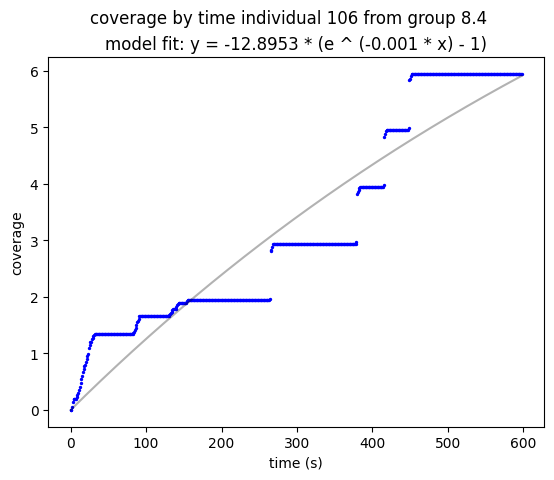 coverage by time individual 106 from group 8.4
model fit: y = -12.8953 * (e ^ (-0.001 * x) - 1)
6
5
4
3
2
1
0
coverage
0 100 200 300 400 500 600
time (s)